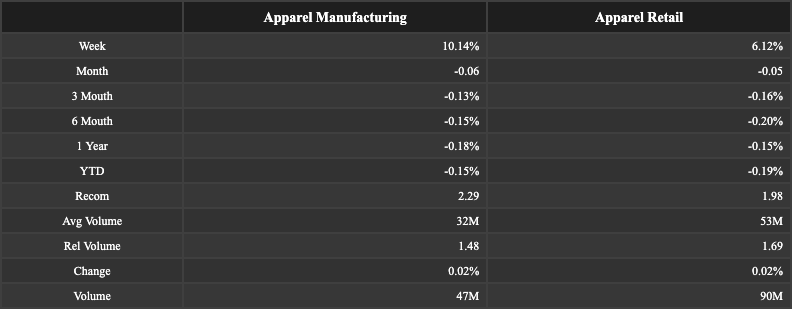 Apparel Manufacturing Apparel Retail
Week 10.14% 6.12%
Month -0.06 -0.05
3 Mouth -0.13% -0.16%
6 Mouth -0.15% -0.20%
1 Year -0.18% -0.15%
YTD -0.15% -0.19%
Recom 2.29 1.98
Avg Volume 32M 53M
Rel Volume 1.48 1.69
Change 0.02% 0.02%
Volume 47M 90M